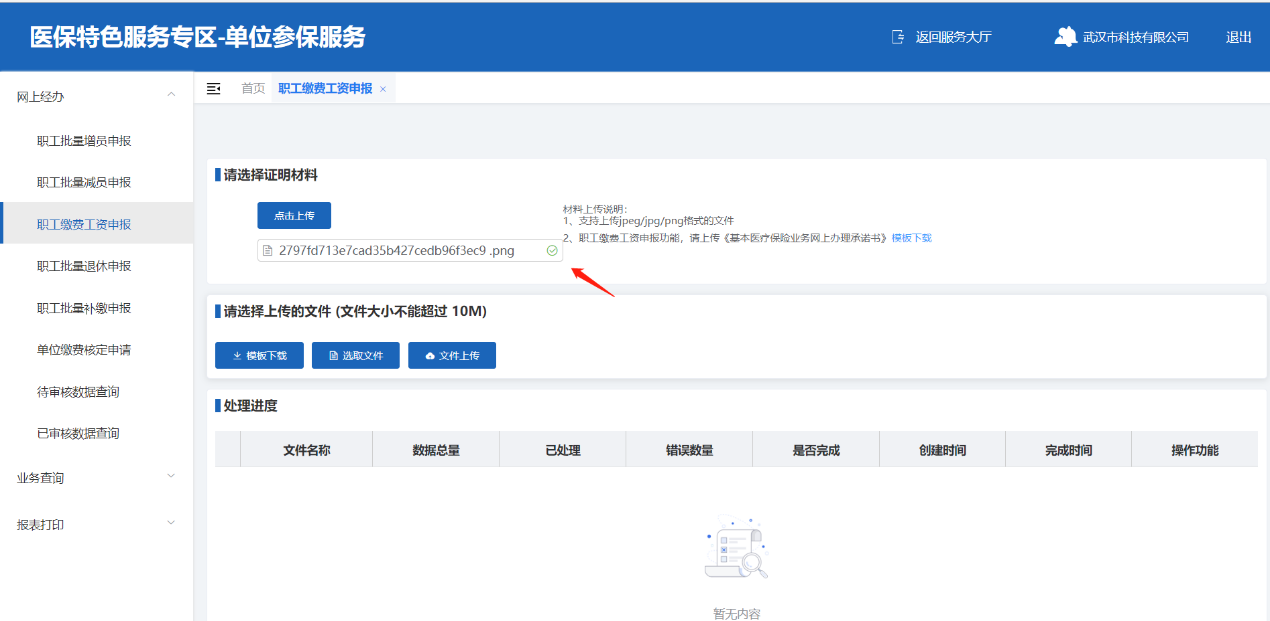 医保特色服务专区-单位参保服务
返回服务大厅
武汉市科技有限公司
退出
网上经办
职工批量增员申报
职工批量减员申报
职工缴费工资申报
职工批量退休申报
职工批量补缴申报
单位缴费核定申请
待审核数据查询
已审核数据查询
业务查询
报表打印
首页
职工缴费工资申报 ×
请选择证明材料
点击上传
2797fd713e7cad35b427cedb96f3ec9 .png
材料上传说明:
1、支持上传jpeg/jpg/png格式的文件
2、职工缴费工资申报功能，请上传《基本医疗保险业务网上办理承诺书》 模板下载
请选择上传的文件 (文件大小不能超过 10M)
模板下载
选取文件
文件上传
处理进度
文件名称 数据总量 已处理 错误数量 是否完成 创建时间 完成时间 操作功能
暂无内容